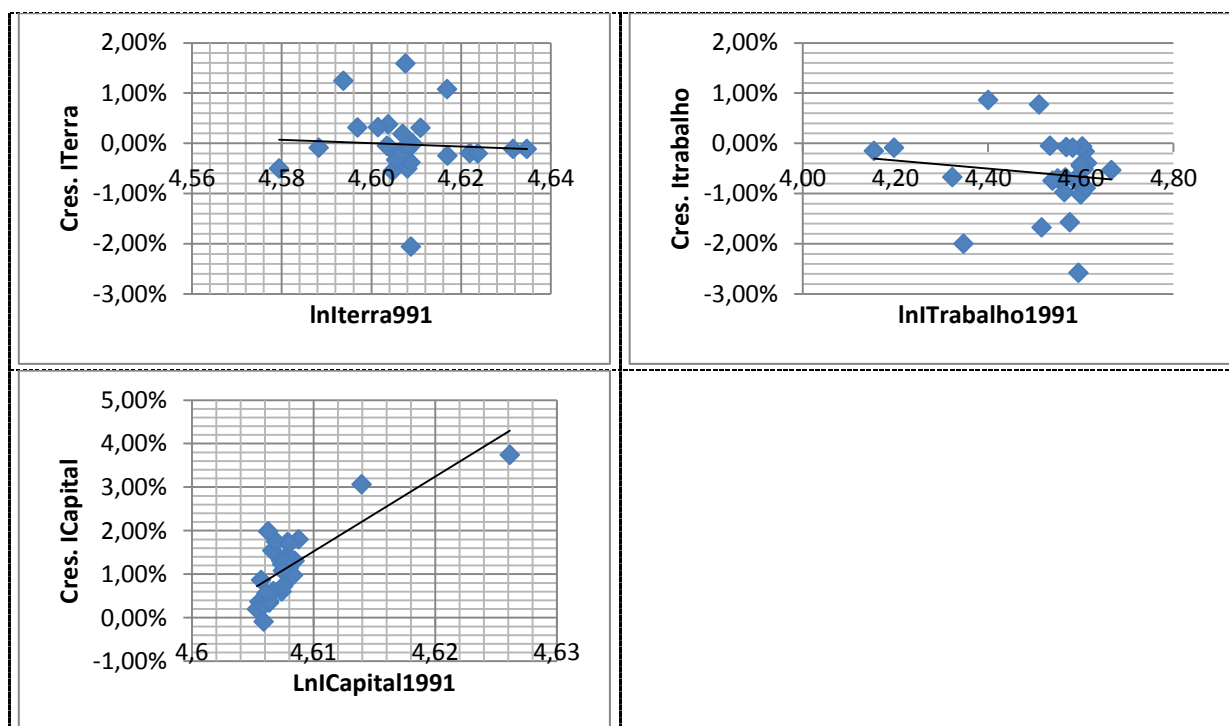 2,00%
1,00%
0,00%
-1,00%
-2,00%
-3,00%
4,56 4,58 4,60 4,62 4,64
Cres. ITerra
lnIterra991
2,00%
1,00%
0,00%
-1,00%
-2,00%
-3,00%
4,00 4,20 4,40 4,60 4,80
Cres. Itrabalho
lnITrabalho1991
5,00%
4,00%
3,00%
2,00%
1,00%
0,00%
-1,00%
4,6 4,61 4,62 4,63
Cres. ICapital
LnICapital1991